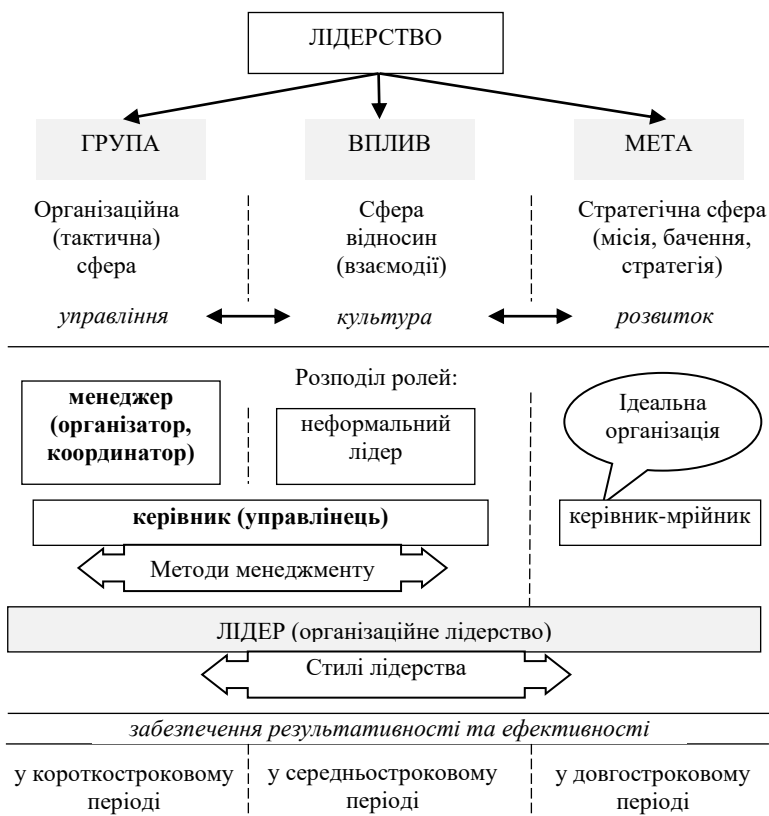 ЛІДЕРСТВО
ГРУПА
ВПЛИВ
МЕТА
Організаційна
(тактична)
сфера
Сфера
відносин
(взаємодії)
Стратегічна сфера
(місія, бачення,
стратегія)
управління
культура
розвиток
Розподіл ролей:
менеджер
(організатор,
координатор)
неформальний
лідер
Ідеальна
організація
керівник (управлінець)
керівник-мрійник
Методи менеджменту
ЛІДЕР (організаційне лідерство)
Стилі лідерства
забезпечення результативності та ефективності
у короткостроковому
періоді
у середньостроковому
періоді
у довгостроковому
періоді